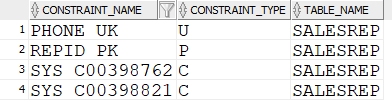 CONSTRAINT_NAME CONSTRAINT_TYPE TABLE_NAME
1 PHONE UK U SALESREP
2 REPID PK P SALESREP
3 SYS C00398762 C SALESREP
4 SYS C00398821 C SALESREP